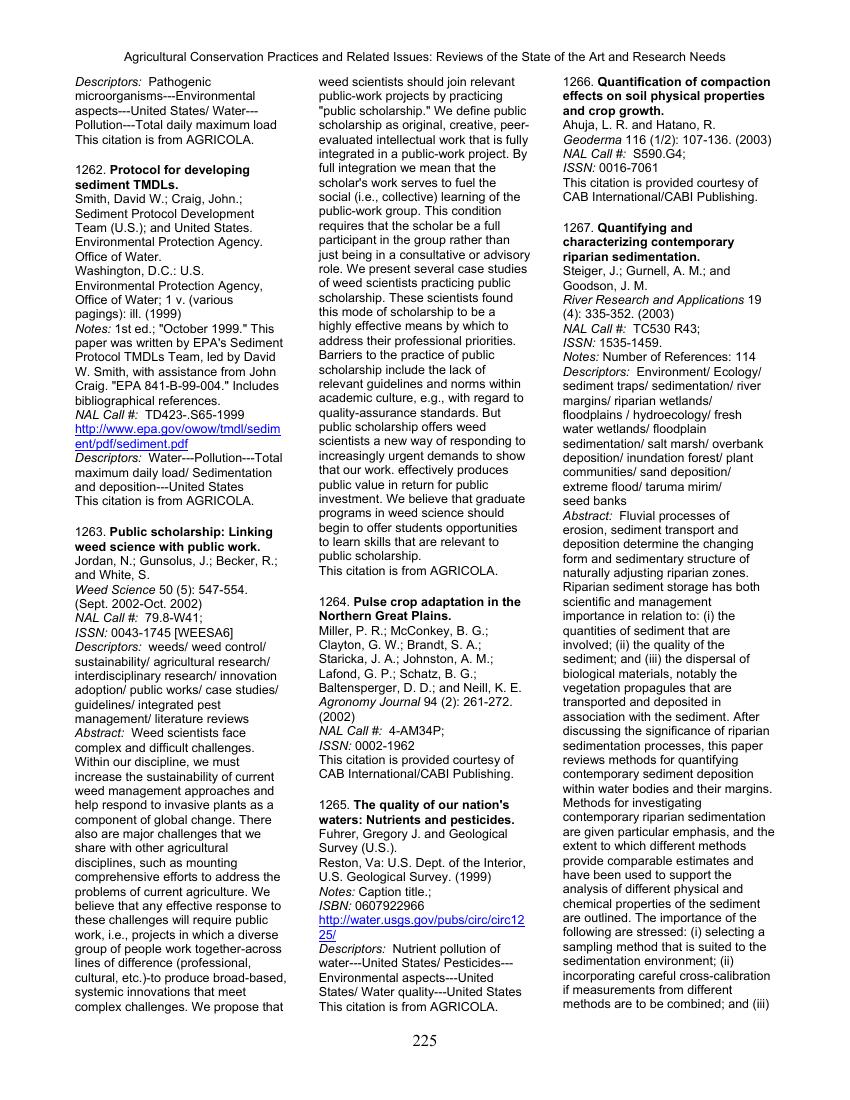 Agricultural Conservation Practices and Related Issues: Reviews of the State of the Art and Research Needs
Descriptors: Pathogenic
microorganisms---Environmental
aspects---United States/ Water---
Pollution---Total daily maximum load
This citation is from AGRICOLA.
1262. Protocol for developing
sediment TMDLs.
Smith, David W.; Craig, John.;
Sediment Protocol Development
Team (U.S.); and United States.
Environmental Protection Agency.
Office of Water.
Washington, D.C.: U.S.
Environmental Protection Agency,
Office of Water; 1 v. (various
pagings): ill. (1999)
Notes: 1st ed.; "October 1999." This
paper was written by EPA's Sediment
Protocol TMDLs Team, led by David
W. Smith, with assistance from John
Craig. "EPA 841-B-99-004." Includes
bibliographical references.
NAL Call #: TD423-.S65-1999
http://www.epa.gov/owow/tmdl/sedim
ent/pdf/sediment.pdf
Descriptors: Water---Pollution---Total
maximum daily load/ Sedimentation
and deposition---United States
This citation is from AGRICOLA.
1263. Public scholarship: Linking
weed science with public work.
Jordan, N.; Gunsolus, J.; Becker, R.;
and White, S.
Weed Science 50 (5): 547-554.
(Sept. 2002-Oct. 2002)
NAL Call #: 79.8-W41;
ISSN: 0043-1745 [WEESA6]
Descriptors: weeds/ weed control/
sustainability/ agricultural research/
interdisciplinary research/ innovation
adoption/ public works/ case studies/
guidelines/ integrated pest
management/ literature reviews
Abstract: Weed scientists face
complex and difficult challenges.
Within our discipline, we must
increase the sustainability of current
weed management approaches and
help respond to invasive plants as a
component of global change. There
also are major challenges that we
share with other agricultural
disciplines, such as mounting
comprehensive efforts to address the
problems of current agriculture. We
believe that any effective response to
these challenges will require public
work, i.e., projects in which a diverse
group of people work together-across
lines of difference (professional,
cultural, etc.)-to produce broad-based,
systemic innovations that meet
complex challenges. We propose that
weed scientists should join relevant
public-work projects by practicing
"public scholarship." We define public
scholarship as original, creative, peer-
evaluated intellectual work that is fully
integrated in a public-work project. By
full integration we mean that the
scholar's work serves to fuel the
social (i.e., collective) learning of the
public-work group. This condition
requires that the scholar be a full
participant in the group rather than
just being in a consultative or advisory
role. We present several case studies
of weed scientists practicing public
scholarship. These scientists found
this mode of scholarship to be a
highly effective means by which to
address their professional priorities.
Barriers to the practice of public
scholarship include the lack of
relevant guidelines and norms within
academic culture, e.g., with regard to
quality-assurance standards. But
public scholarship offers weed
scientists a new way of responding to
increasingly urgent demands to show
that our work. effectively produces
public value in return for public
investment. We believe that graduate
programs in weed science should
begin to offer students opportunities
to learn skills that are relevant to
public scholarship.
This citation is from AGRICOLA.
1264. Pulse crop adaptation in the
Northern Great Plains.
Miller, P. R.; McConkey, B. G.;
Clayton, G. W.; Brandt, S. A.;
Staricka, J. A.; Johnston, A. M.;
Lafond, G. P.; Schatz, B. G.;
Baltensperger, D. D.; and Neill, K. E.
Agronomy Journal 94 (2): 261-272.
(2002)
NAL Call #: 4-AM34P;
ISSN: 0002-1962
This citation is provided courtesy of
CAB International/CABI Publishing.
1265. The quality of our nation's
waters: Nutrients and pesticides.
Fuhrer, Gregory J. and Geological
Survey (U.S.).
Reston, Va: U.S. Dept. of the Interior,
U.S. Geological Survey. (1999)
Notes: Caption title.;
ISBN: 0607922966
http://water.usgs.gov/pubs/circ/circ12
25/
Descriptors: Nutrient pollution of
water---United States/ Pesticides---
Environmental aspects---United
States/ Water quality---United States
This citation is from AGRICOLA.
1266. Quantification of compaction
effects on soil physical properties
and crop growth.
Ahuja, L. R. and Hatano, R.
Geoderma 116 (1/2): 107-136. (2003)
NAL Call #: S590.G4;
ISSN: 0016-7061
This citation is provided courtesy of
CAB International/CABI Publishing.
1267. Quantifying and
characterizing contemporary
riparian sedimentation.
Steiger, J.; Gurnell, A. M.; and
Goodson, J. M.
River Research and Applications 19
(4): 335-352. (2003)
NAL Call #: TC530 R43;
ISSN: 1535-1459.
Notes: Number of References: 114
Descriptors: Environment/ Ecology/
sediment traps/ sedimentation/ river
margins/ riparian wetlands/
floodplains / hydroecology/ fresh
water wetlands/ floodplain
sedimentation/ salt marsh/ overbank
deposition/ inundation forest/ plant
communities/ sand deposition/
extreme flood/ taruma mirim/
seed banks
Abstract: Fluvial processes of
erosion, sediment transport and
deposition determine the changing
form and sedimentary structure of
naturally adjusting riparian zones.
Riparian sediment storage has both
scientific and management
importance in relation to: (i) the
quantities of sediment that are
involved; (ii) the quality of the
sediment; and (iii) the dispersal of
biological materials, notably the
vegetation propagules that are
transported and deposited in
association with the sediment. After
discussing the significance of riparian
sedimentation processes, this paper
reviews methods for quantifying
contemporary sediment deposition
within water bodies and their margins.
Methods for investigating
contemporary riparian sedimentation
are given particular emphasis, and the
extent to which different methods
provide comparable estimates and
have been used to support the
analysis of different physical and
chemical properties of the sediment
are outlined. The importance of the
following are stressed: (i) selecting a
sampling method that is suited to the
sedimentation environment; (ii)
incorporating careful cross-calibration
if measurements from different
methods are to be combined; and (iii)
225